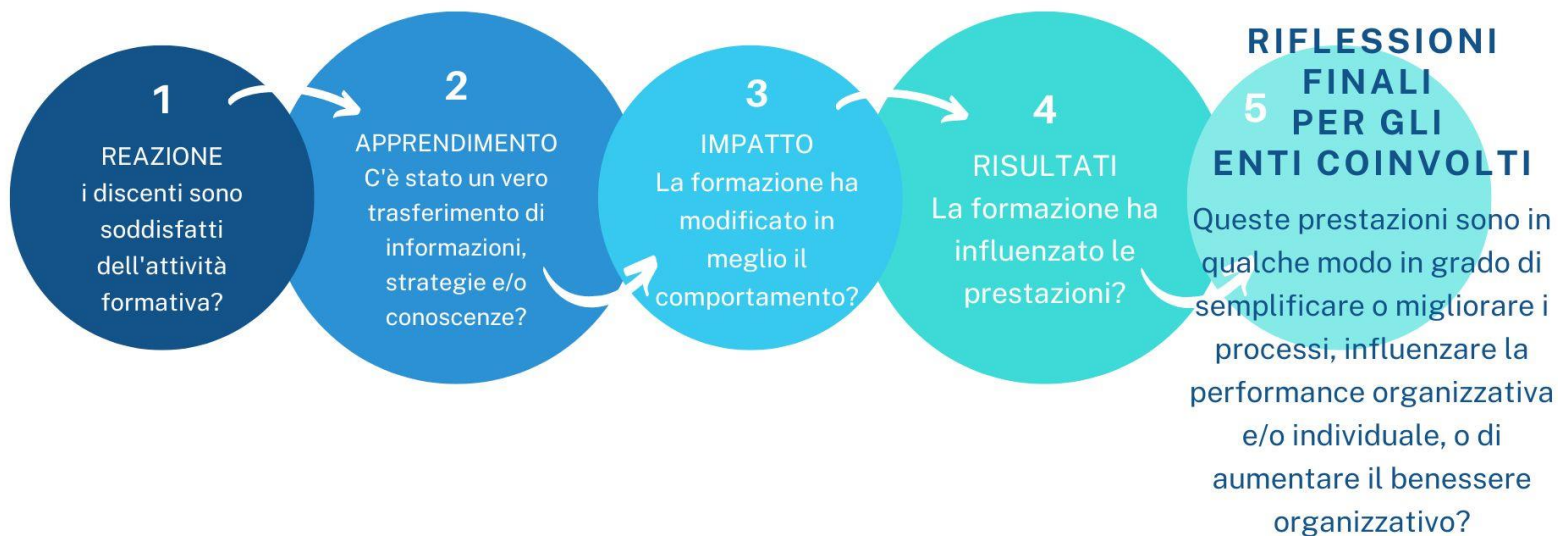 1
REAZIONE
i discenti sono
soddisfatti
dell'attività
formativa?
2
APPRENDIMENTO
C'è stato un vero
trasferimento di
informazioni,
strategie e/o
conoscenze?
3
IMPATTO
La formazione ha
modificato in
meglio il
comportamento?
4
RISULTATI
La formazione ha
influenzato le
prestazioni?
5
RIFLESSIONI
FINALI
PER GLI
ENTI COINVOLTI
Queste prestazioni sono in
qualche modo in grado di
semplificare o migliorare i
processi, influenzare la
performance organizzativa
e/o individuale, o di
aumentare il benessere
organizzativo?